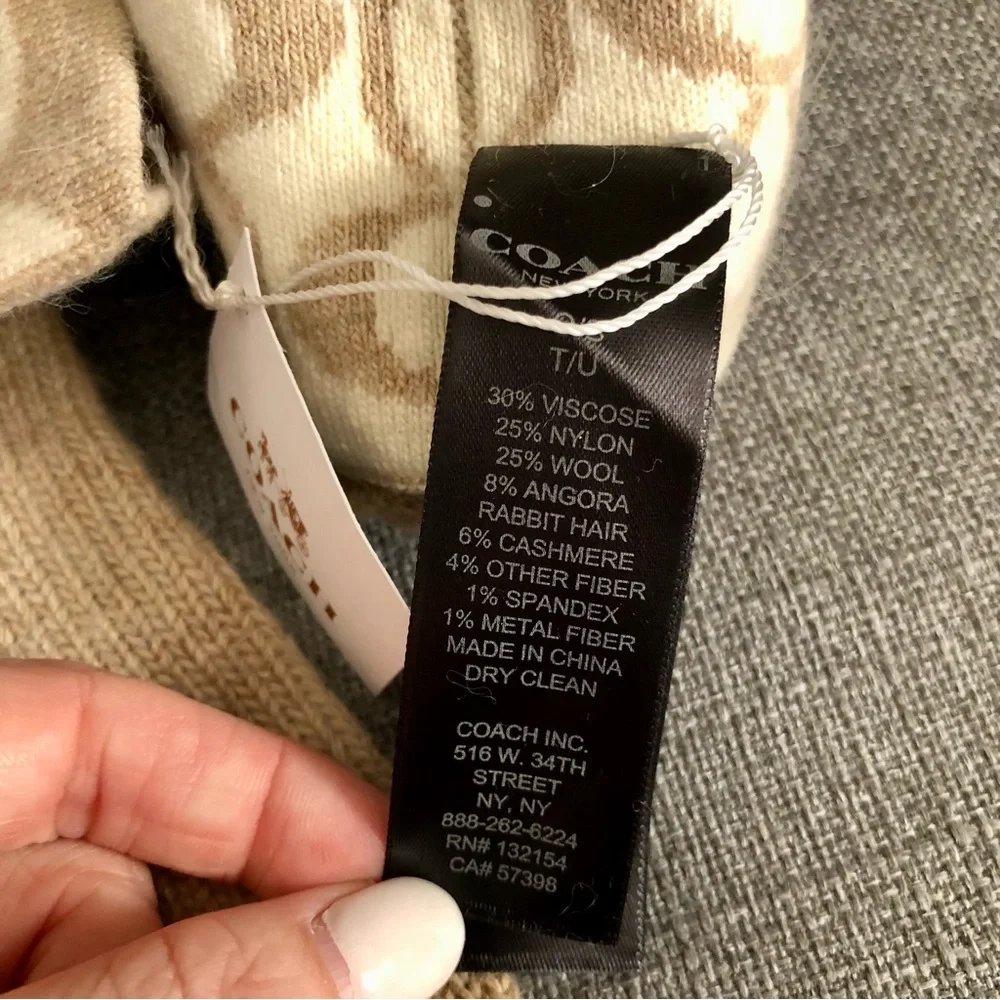 COACH
NEW YORK
O/S
T/U
30% VISCOSE
25% NYLON
25% WOOL
8% ANGORA
RABBIT HAIR
6% CASHMERE
4% OTHER FIBER
1% SPANDEX
1% METAL FIBER
MADE IN CHINA
DRY CLEAN
COACH INC.
516 W. 34TH
STREET
NY, NY
888-262-6224
RN# 132154
CA# 57398
COACH